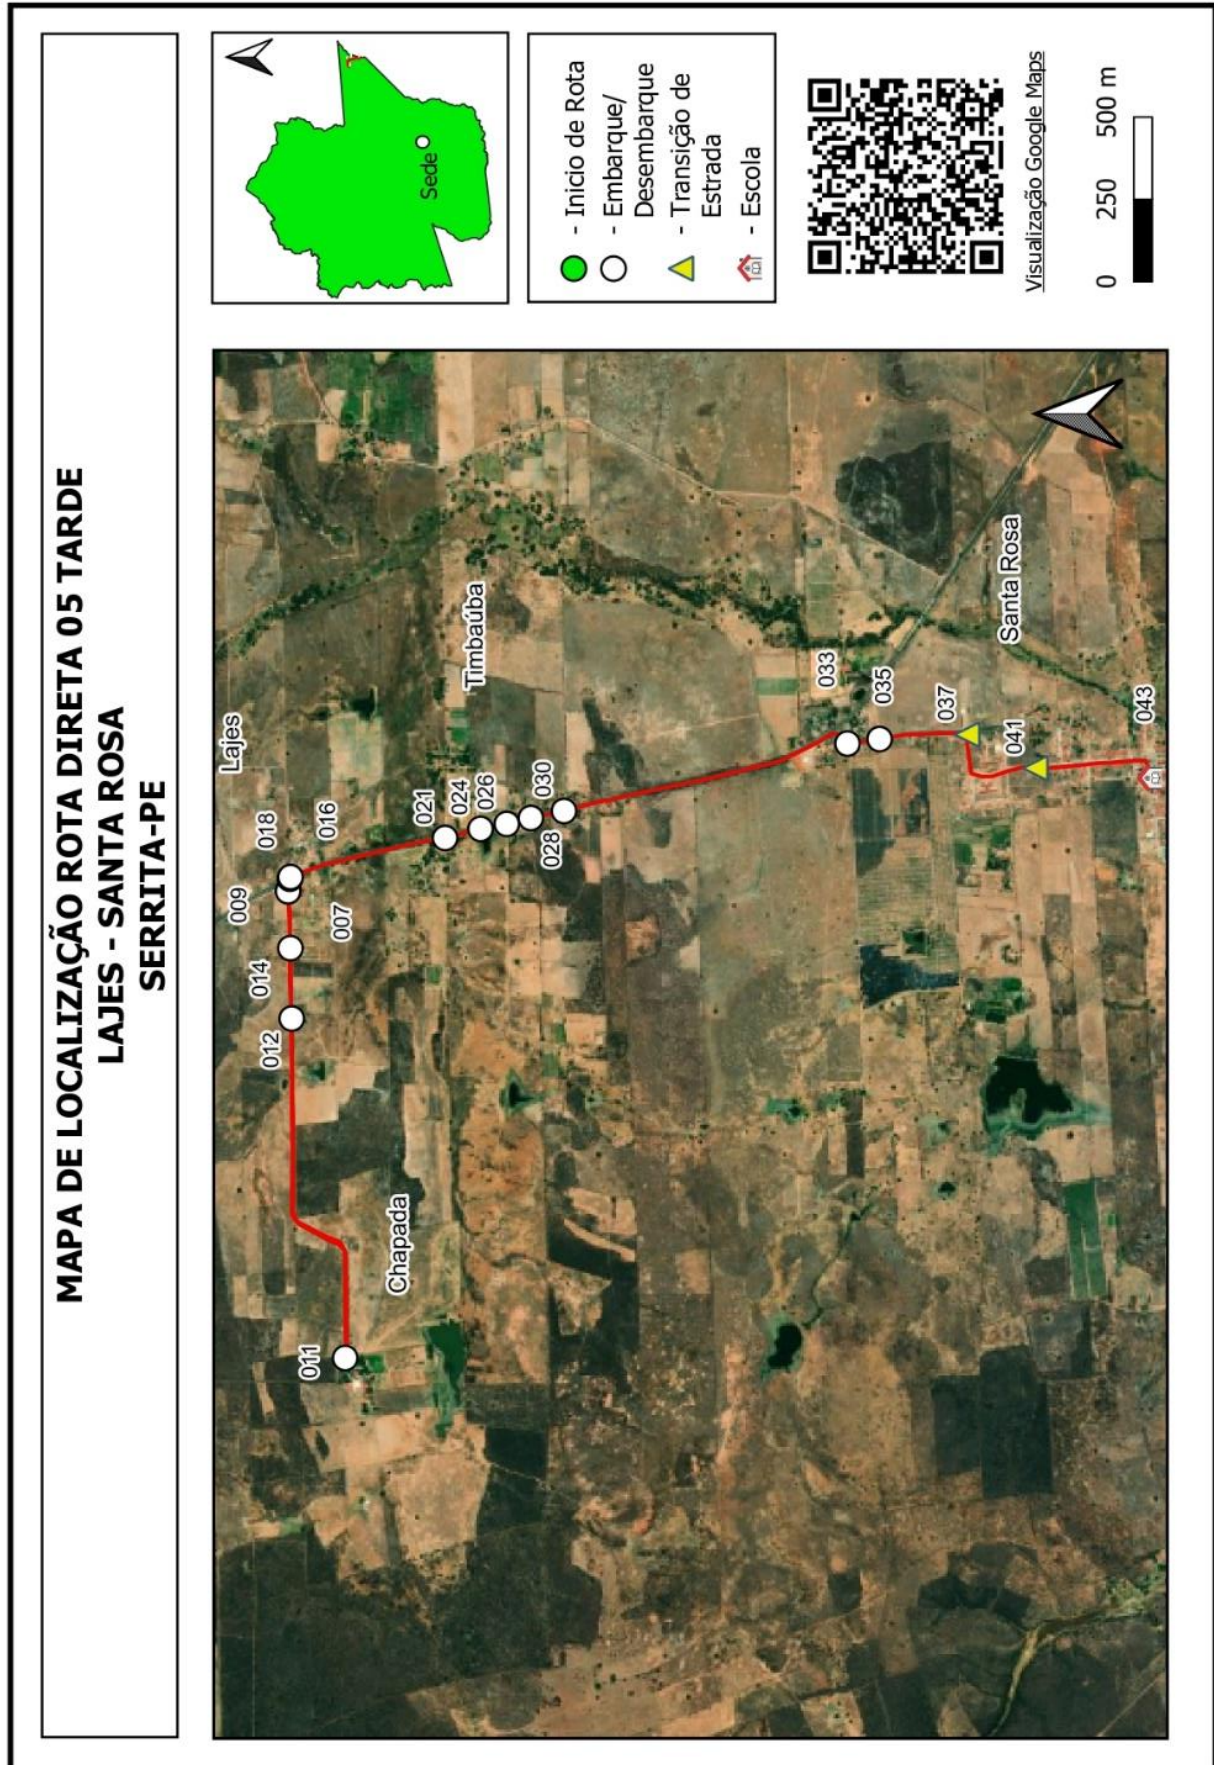 MAPA DE LOCALIZAÇÃO ROTA DIRETA 05 TARDE
LAJES - SANTA ROSA
SERRITA-PE
Lajes
009
018
016
014
007
012
011
Chapada
021
024
026
Timbaúba
030
028
033
035
037
Santa Rosa
041
043
Sede
- Inicio de Rota
- Embarque/
Desembarque
- Transição de
Estrada
- Escola
Visualização Google Maps
0 250 500 m